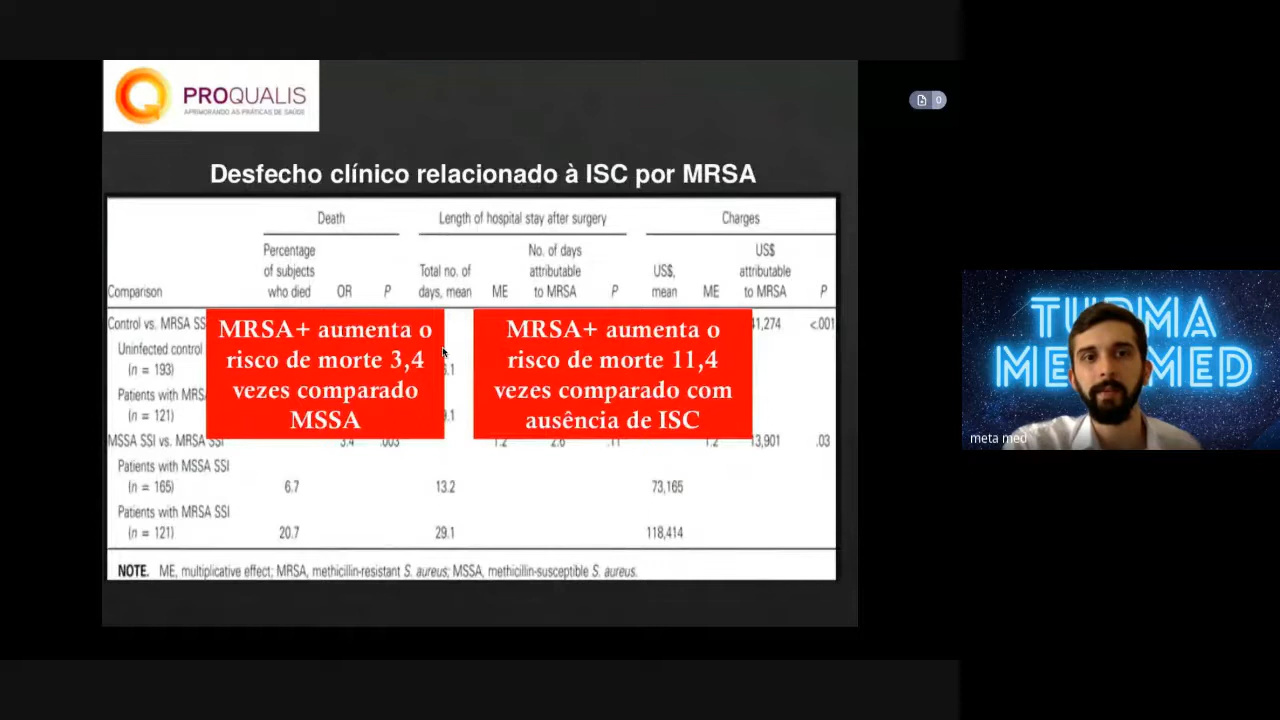 PROQUALIS
APRIMORANDO AS PRÁTICAS DE SAÚDE
0
Desfecho clínico relacionado à ISC por MRSA
Death Length of hospital stay after surgery Charges
Percentage No. of days US$
of subjects Total no. of attributable US$, attributable
Comparison who died OR P days, mean ME to MRSA P mean ME to MRSA P
Control vs. MRSA SS 1,274 <.001
Uninfected control
(n = 193) .1
Patients with MRS
(n = 121) .1
MRSA+ aumenta o
risco de morte 3,4
vezes comparado
MSSA
MRSA+ aumenta o
risco de morte 11,4
vezes comparado com
ausência de ISC
MSSA SSI vs. MRSA SSI 3.4 .003 1.2 2.6 .11 1.2 13,901 .03
Patients with MSSA SSI
(n = 165) 6.7 13.2 73,165
Patients with MRSA SSI
(n = 121) 20.7 29.1 118,414
NOTE. ME, multiplicative effect; MRSA, methicillin-resistant S. aureus; MSSA, methicillin-susceptible S. aureus.
meta med